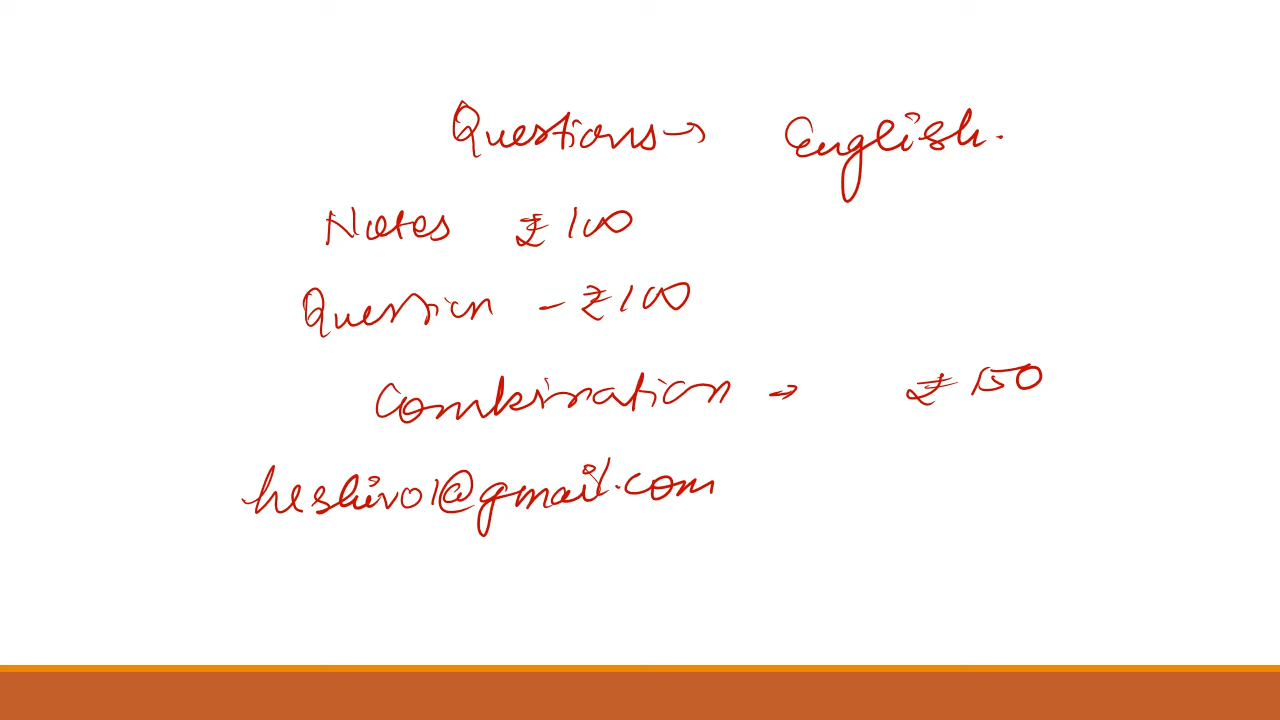 Questions → English.
Notes ₹ 100
Question - ₹100
Combination → ₹ 150
heshiv01@gmail.com